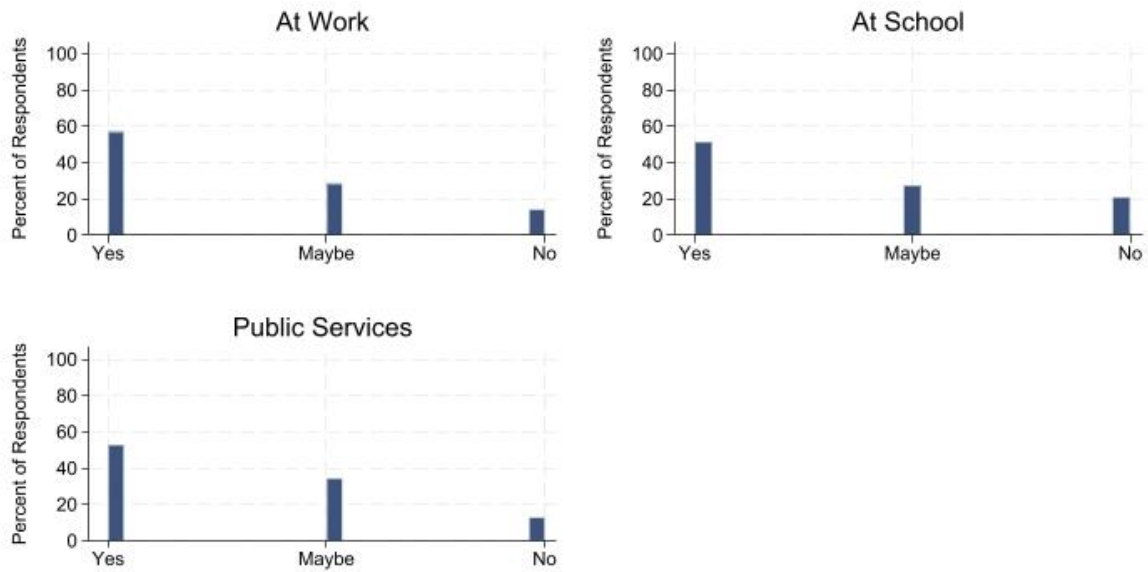 At Work
Percent of Respondents
100
80
60
40
20
0
Yes Maybe No
At School
Percent of Respondents
100
80
60
40
20
0
Yes Maybe No
Public Services
Percent of Respondents
100
80
60
40
20
0
Yes Maybe No